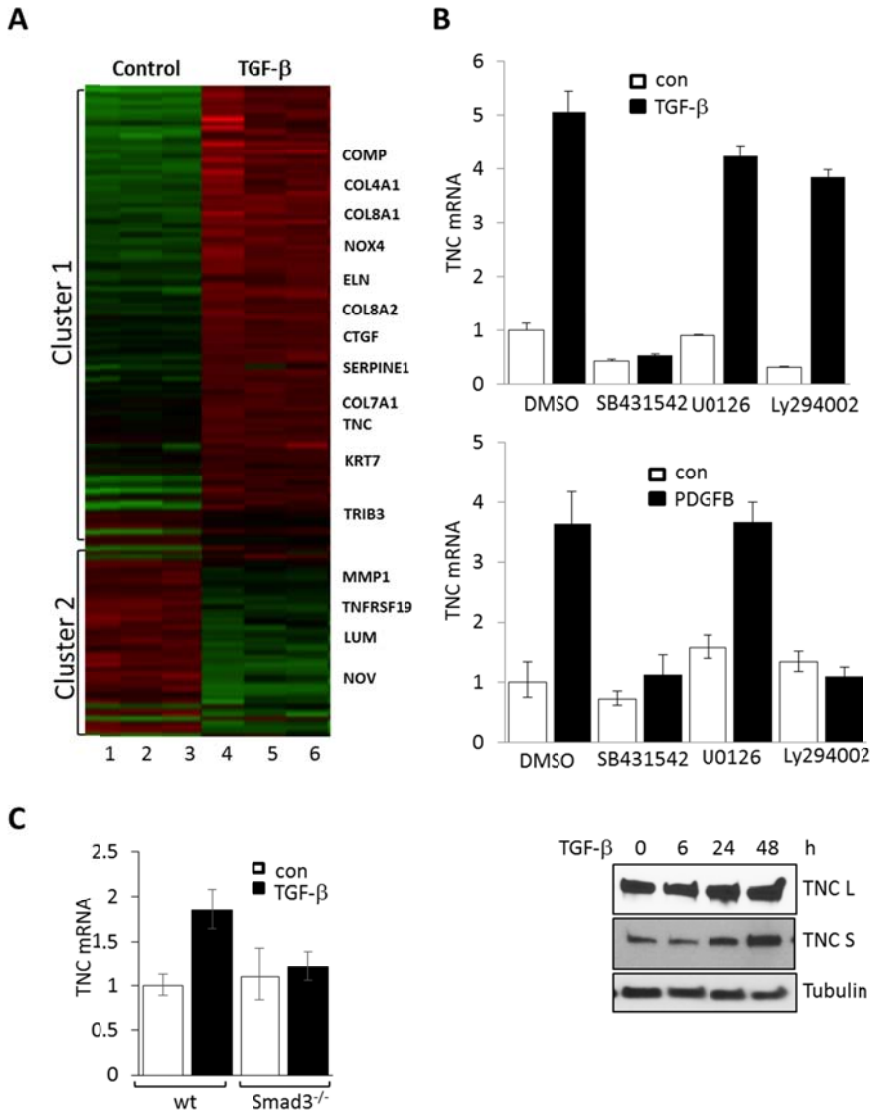 A
Control TGF-β
Cluster 1
COMP
COL4A1
COL8A1
NOX4
ELN
COL8A2
CTGF
SERPINE1
COL7A1
TNC
KRT7
TRIB3
Cluster 2
MMP1
TNFRSF19
LUM
NOV
1 2 3 4 5 6
B
TNC mRNA
6
5
4
3
2
1
0
con
TGF-β
DMSO SB431542 U0126 Ly294002
TNC mRNA
5
4
3
2
1
0
con
PDGFB
DMSO SB431542 U0126 Ly294002
C
TNC mRNA
2.5
2
1.5
1
0.5
0
con
TGF-β
wt Smad3-/-
TGF-β 0 6 24 48 h
TNC L
TNC S
Tubulin